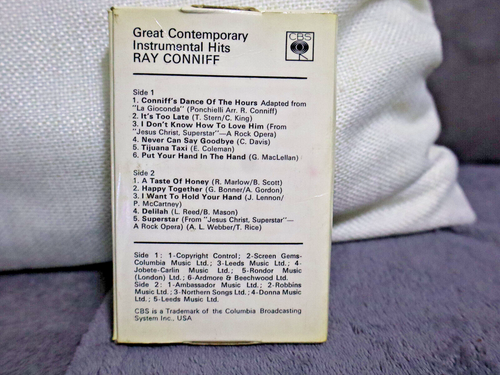 Great Contemporary
Instrumental Hits
RAY CONNIFF
CBS
Side 1
1. Conniff's Dance Of The Hours Adapted from
"La Gioconda" (Ponchielli Arr. R. Conniff)
2. It's Too Late (T. Stern/C. King)
3. I Don't Know How To Love Him (From
"Jesus Christ, Superstar"—A Rock Opera)
4. Never Can Say Goodbye (C. Davis)
5. Tijuana Taxi (E. Coleman)
6. Put Your Hand In The Hand (G. MacLellan)
Side 2
1. A Taste Of Honey (R. Marlow/B. Scott)
2. Happy Together (G. Bonner/A. Gordon)
3. I Want To Hold Your Hand (J. Lennon/
P. McCartney)
4. Delilah (L. Reed/B. Mason)
5. Superstar (From "Jesus Christ, Superstar"—
A Rock Opera) (A. L. Webber/T. Rice)
Side 1: 1-Copyright Control; 2-Screen Gems-
Columbia Music Ltd.; 3-Leeds Music Ltd.; 4-
Jobete-Carlin Music Ltd.; 5-Rondor Music
(London) Ltd.; 6-Ardmore & Beechwood Ltd.
Side 2: 1-Ambassador Music Ltd.; 2-Robbins
Music Ltd.; 3-Northern Songs Ltd.; 4-Donna Music
Ltd.; 5-Leeds Music Ltd.
CBS is a Trademark of the Columbia Broadcasting
System Inc., USA